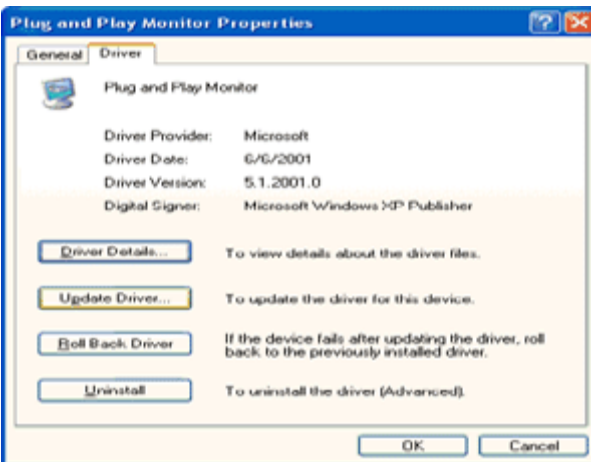 Plug and Play Monitor Properties
General Driver
Plug and Play Monitor
Driver Provider: Microsoft
Driver Date: 6/6/2001
Driver Version: 5.1.2001.0
Digital Signer: Microsoft Windows XP Publisher
Driver Details... To view details about the driver files.
Update Driver... To update the driver for this device.
Roll Back Driver If the device fails after updating the driver, roll
back to the previously installed driver.
Uninstall To uninstall the driver (Advanced).
OK Cancel